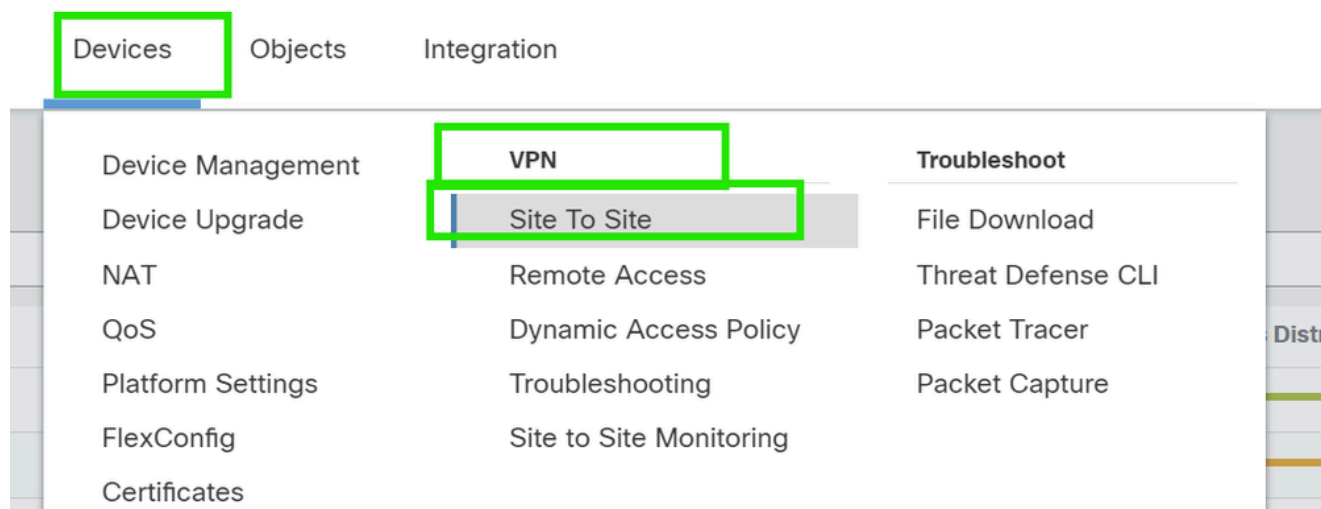 Devices
Objects
Integration
Device Management
Device Upgrade
NAT
QoS
Platform Settings
FlexConfig
Certificates
VPN
Site To Site
Remote Access
Dynamic Access Policy
Troubleshooting
Site to Site Monitoring
Troubleshoot
File Download
Threat Defense CLI
Packet Tracer
Packet Capture